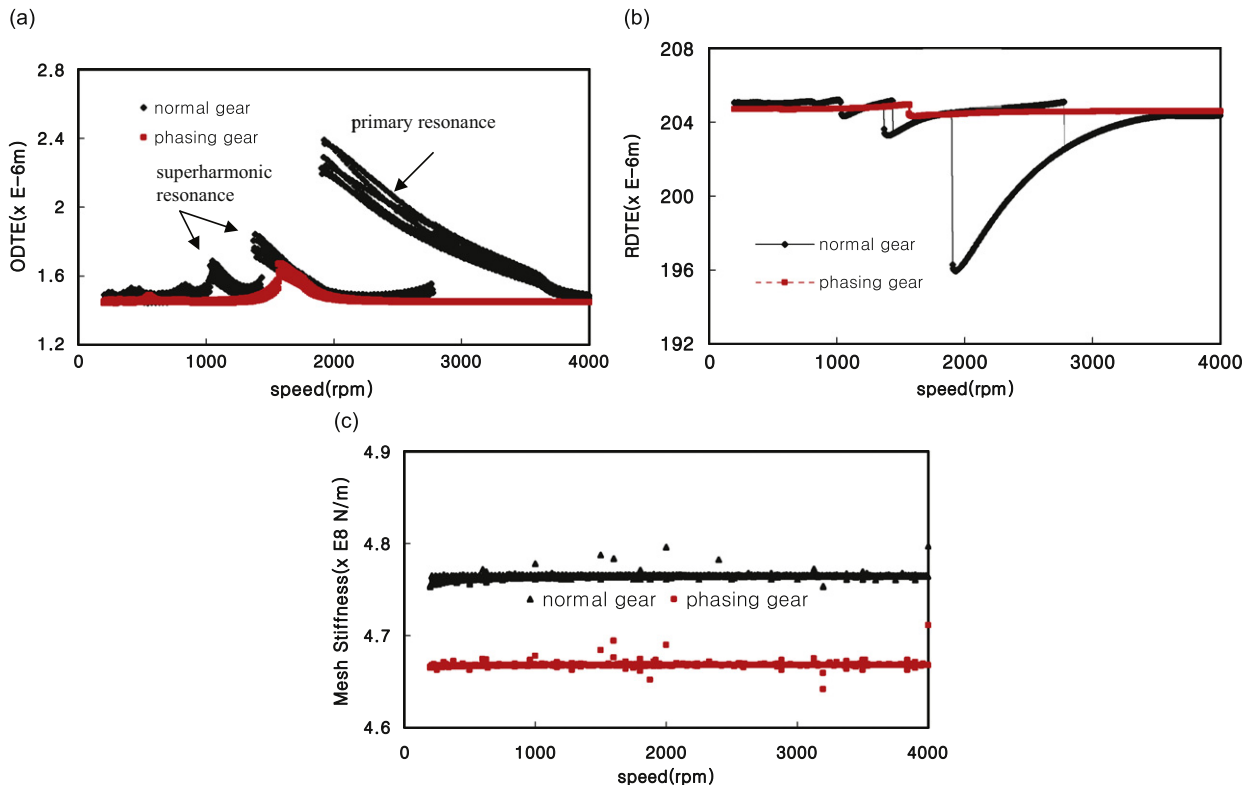 (a)
ODTE(x E-6m)
2.8
2.4
2
1.6
1.2
normal gear
phasing gear
primary resonance
superharmonic
resonance
0
1000
2000
3000
4000
speed(rpm)
(b)
RDTE(x E-6m)
208
204
200
196
192
normal gear
phasing gear
0
1000
2000
3000
4000
speed(rpm)
(c)
Mesh Stiffness(x E8 N/m)
4.9
4.8
4.7
4.6
normal gear
phasing gear
0
1000
2000
3000
4000
speed(rpm)